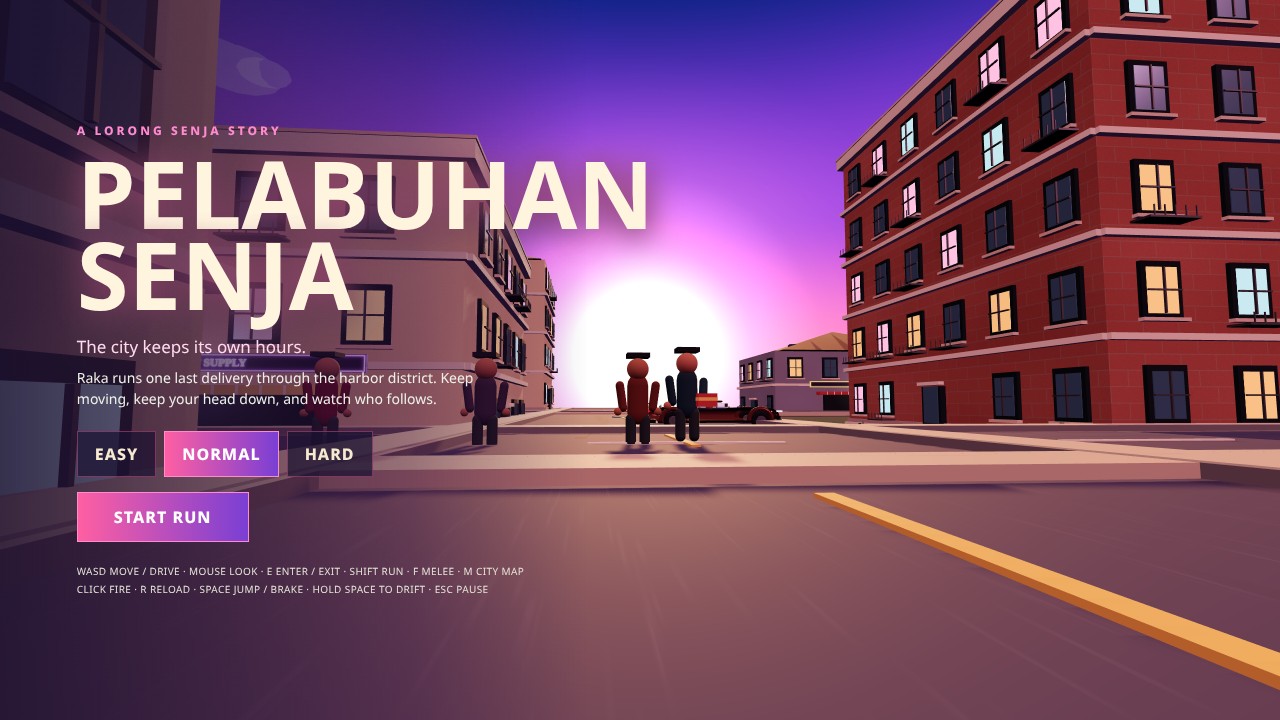 A LORONG SENJA STORY
PELABUHAN
SENJA
The city keeps its own hours.
SUPPLY
Raka runs one last delivery through the harbor district. Keep
moving, keep your head down, and watch who follows.
EASY NORMAL HARD
START RUN
WASD MOVE / DRIVE · MOUSE LOOK · E ENTER / EXIT · SHIFT RUN · F MELEE · M CITY MAP
CLICK FIRE · R RELOAD · SPACE JUMP / BRAKE · HOLD SPACE TO DRIFT · ESC PAUSE